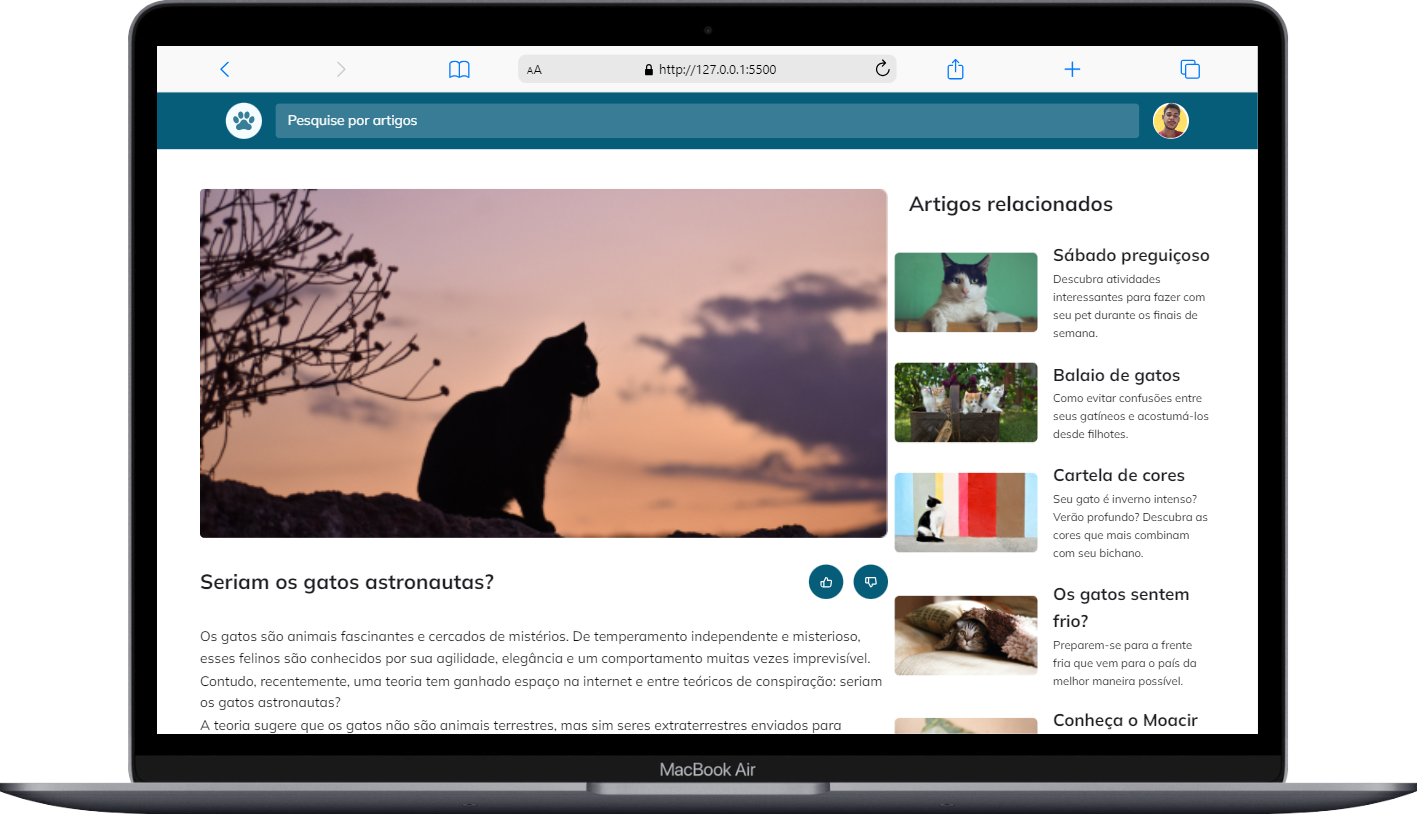 AA
http://127.0.0.1:5500
Pesquise por artigos
Seriam os gatos astronautas?
Os gatos são animais fascinantes e cercados de mistérios. De temperamento independente e misterioso,
esses felinos são conhecidos por sua agilidade, elegância e um comportamento muitas vezes imprevisível.
Contudo, recentemente, uma teoria tem ganhado espaço na internet e entre teóricos de conspiração: seriam
os gatos astronautas?
A teoria sugere que os gatos não são animais terrestres, mas sim seres extraterrestres enviados para
Artigos relacionados
Sábado preguiçoso
Descubra atividades
interessantes para fazer com
seu pet durante os finais de
semana.
Balaio de gatos
Como evitar confusões entre
seus gatíneos e acostumá-los
desde filhotes.
Cartela de cores
Seu gato é inverno intenso?
Verão profundo? Descubra as
cores que mais combinam
com seu bichano.
Os gatos sentem
frio?
Preparem-se para a frente
fria que vem para o país da
melhor maneira possível.
Conheça o Moacir
MacBook Air